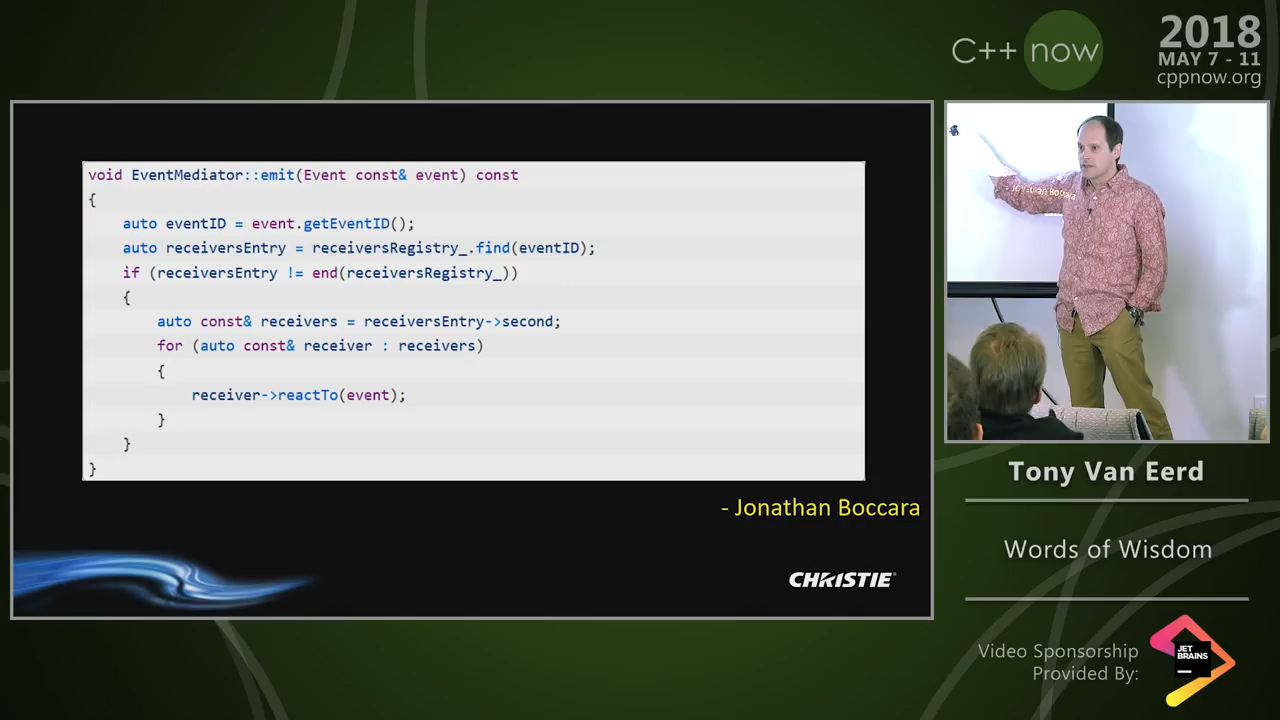 C++ now
2018
MAY 7 - 11
cppnow.org
void EventMediator::emit(Event const& event) const
{
    auto eventID = event.getEventID();
    auto receiversEntry = receiversRegistry_.find(eventID);
    if (receiversEntry != end(receiversRegistry_))
    {
        auto const& receivers = receiversEntry->second;
        for (auto const& receiver : receivers)
        {
            receiver->reactTo(event);
        }
    }
}
- Jonathan Boccara
CHRISTIE
- Jonathan Boccara
Tony Van Eerd
Words of Wisdom
Video Sponsorship
Provided By:
JET
BRAINS